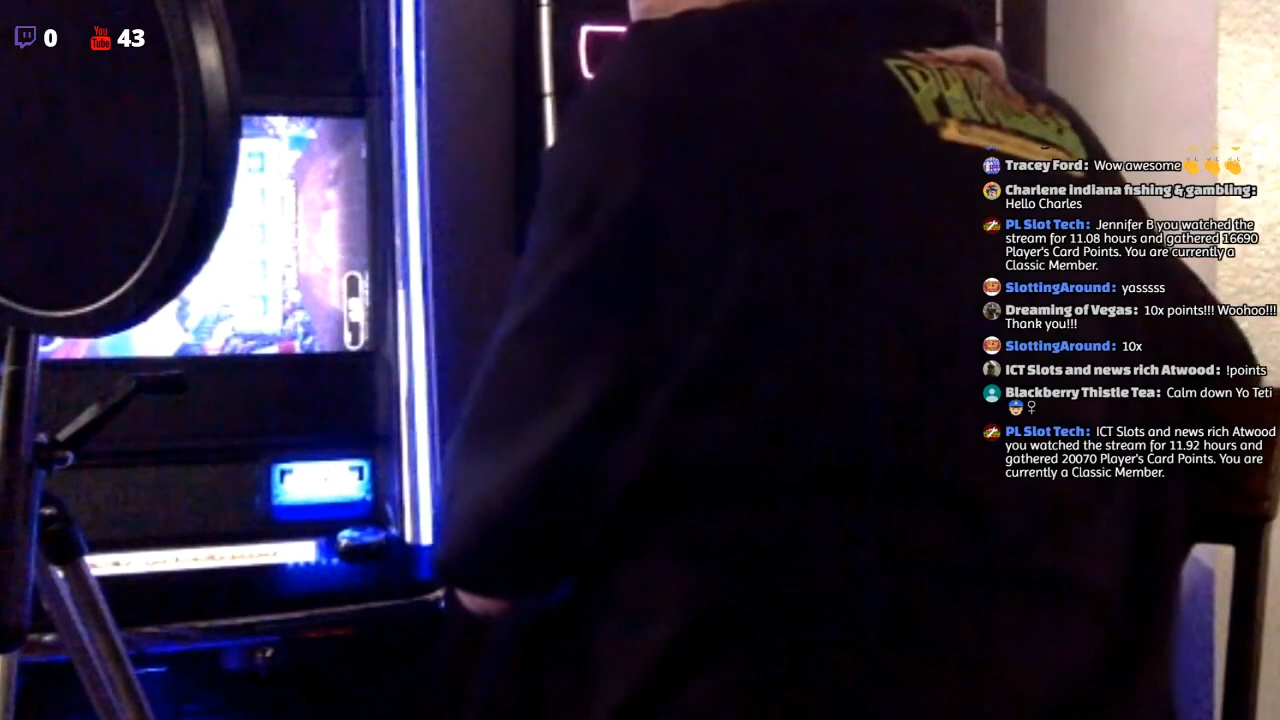 0 You Tube 43
Tracey Ford: Wow awesome👏👏👏
Charlene indiana fishing & gambling:
Hello Charles
PL Slot Tech: Jennifer B you watched the
stream for 11.08 hours and gathered 16690
Player's Card Points. You are currently a
Classic Member.
SlottingAround: yasssss
Dreaming of Vegas: 10x points!!! Woohoo!!!
Thank you!!!
SlottingAround: 10x
ICT Slots and news rich Atwood: !points
Blackberry Thistle Tea: Calm down Yo Teti
👮♀
PL Slot Tech: ICT Slots and news rich Atwood
you watched the stream for 11.92 hours and
gathered 20070 Player's Card Points. You are
currently a Classic Member.